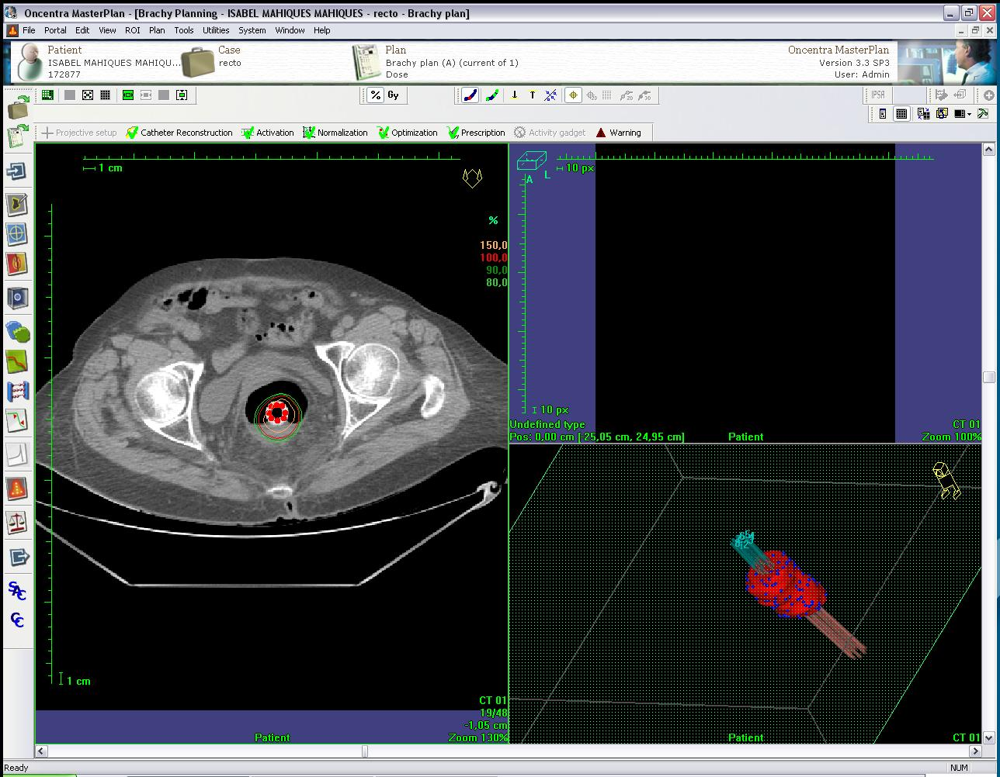 Oncentra MasterPlan - [Brachy Planning - ISABEL MAHIQUES MAHIQUES - recto - Brachy plan]
File Portal Edit View ROI Plan Tools Utilities System Window Help
Patient
ISABEL MAHIQUES MAHIQU...
172877
Case
recto
Plan
Brachy plan (A) (current of 1)
Dose
Oncentra MasterPlan
Version 3.3 SP3
User: Admin
% Gy
IPSA
Projective setup Catheter Reconstruction Activation Normalization Optimization Prescription Activity gadget Warning
1 cm
%
150,0
100,0
90,0
80,0
1 cm
CT 01
19/48
-1,05 cm
Patient
Zoom 130%
A
L
10 px
10 px
Undefined type
CT 01
Pos: 0,00 cm [-25,05 cm, 24,95 cm]
Patient
Zoom 100%
Patient
CT 01
Ready
NUM